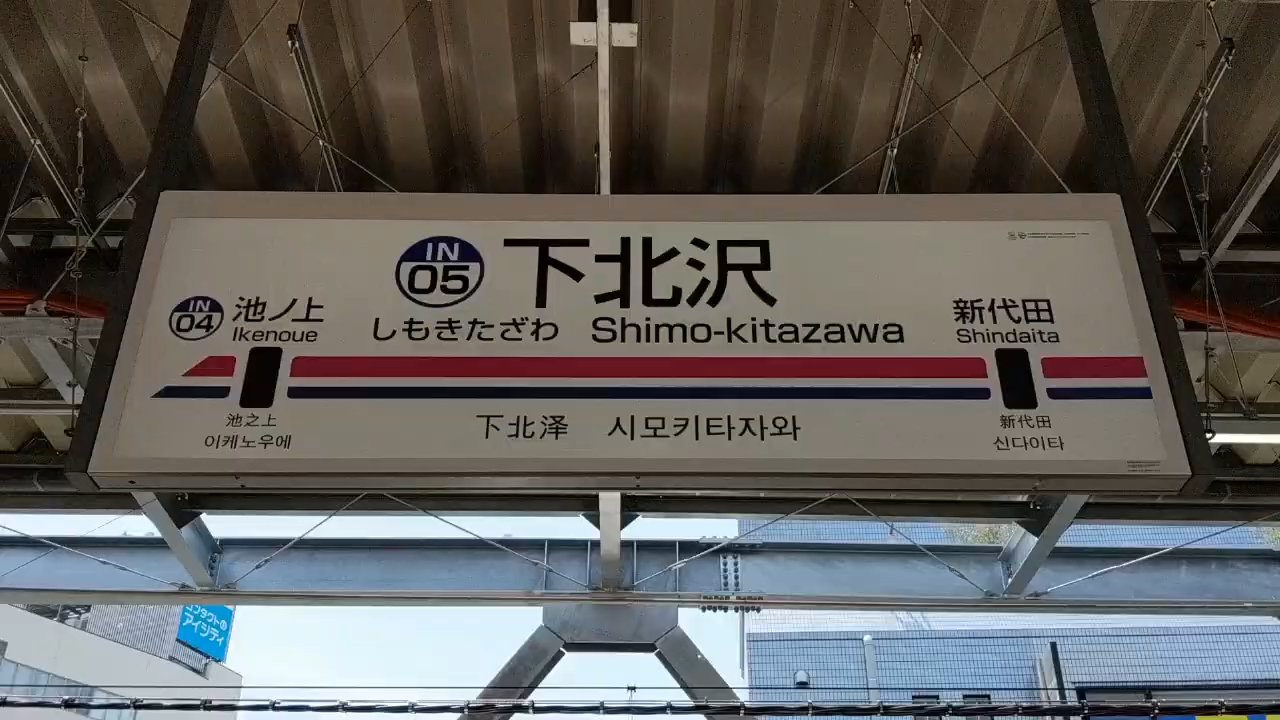 IN
05
下北沢
しもきたざわ Shimo-kitazawa
IN
04
池ノ上
Ikenoue
新代田
Shindaita
池之上
이케노우에
下北泽 시모키타자와
新代田
신다이타
コンタクトの
アイシティ